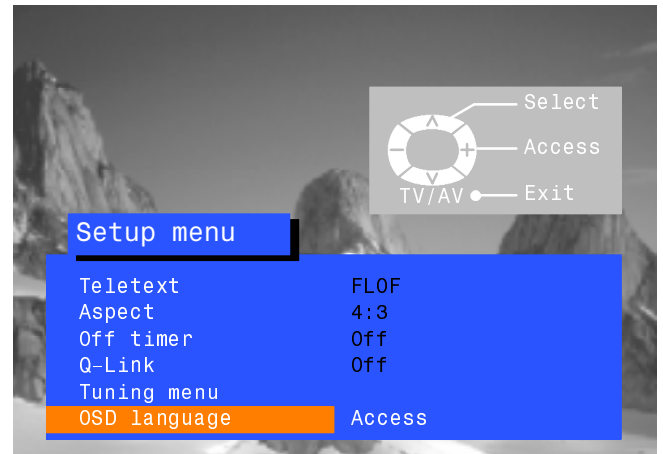 Select
Access
TV/AV Exit
Setup menu
Teletext FLOF
Aspect 4:3
Off timer Off
Q-Link Off
Tuning menu
OSD language Access